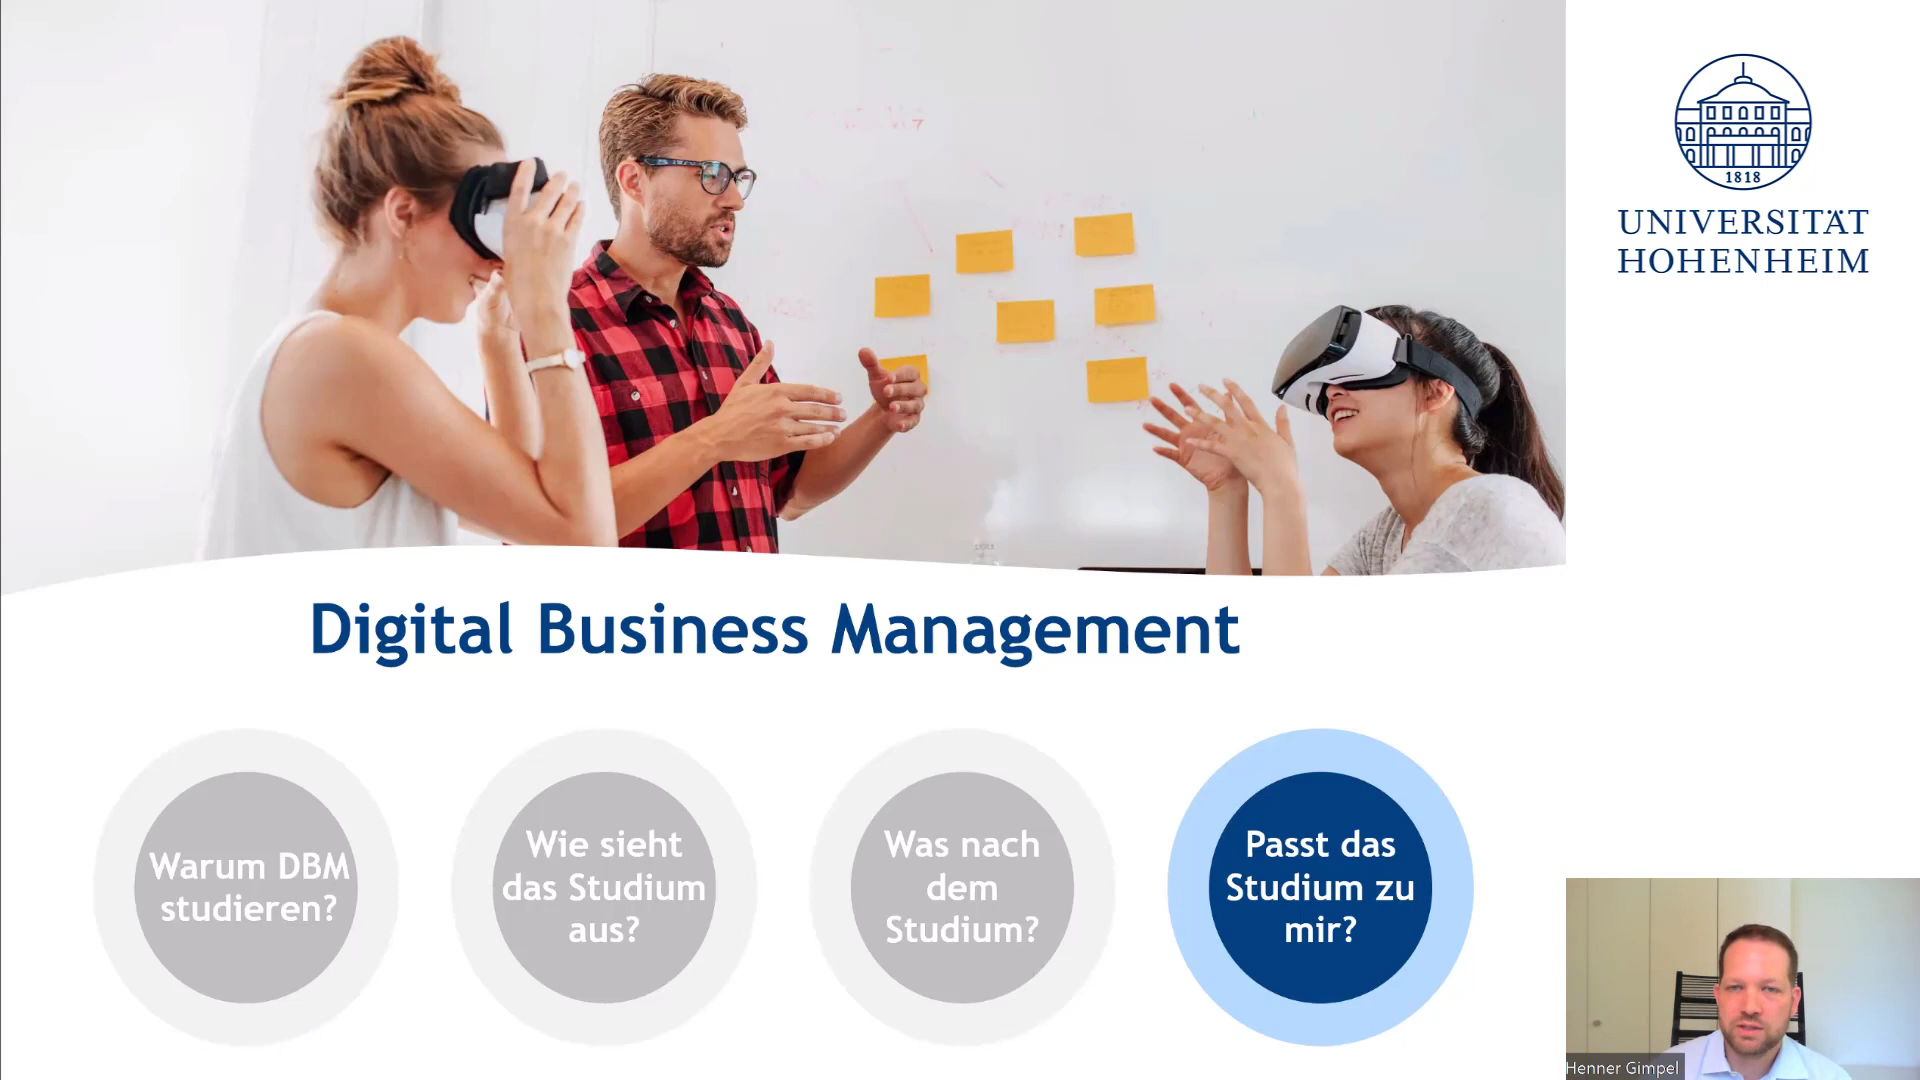 1818
UNIVERSITÄT
HOHENHEIM
Digital Business Management
Warum DBM
studieren?
Wie sieht
das Studium
aus?
Was nach
dem
Studium?
Passt das
Studium zu
mir?
Henner Gimpel